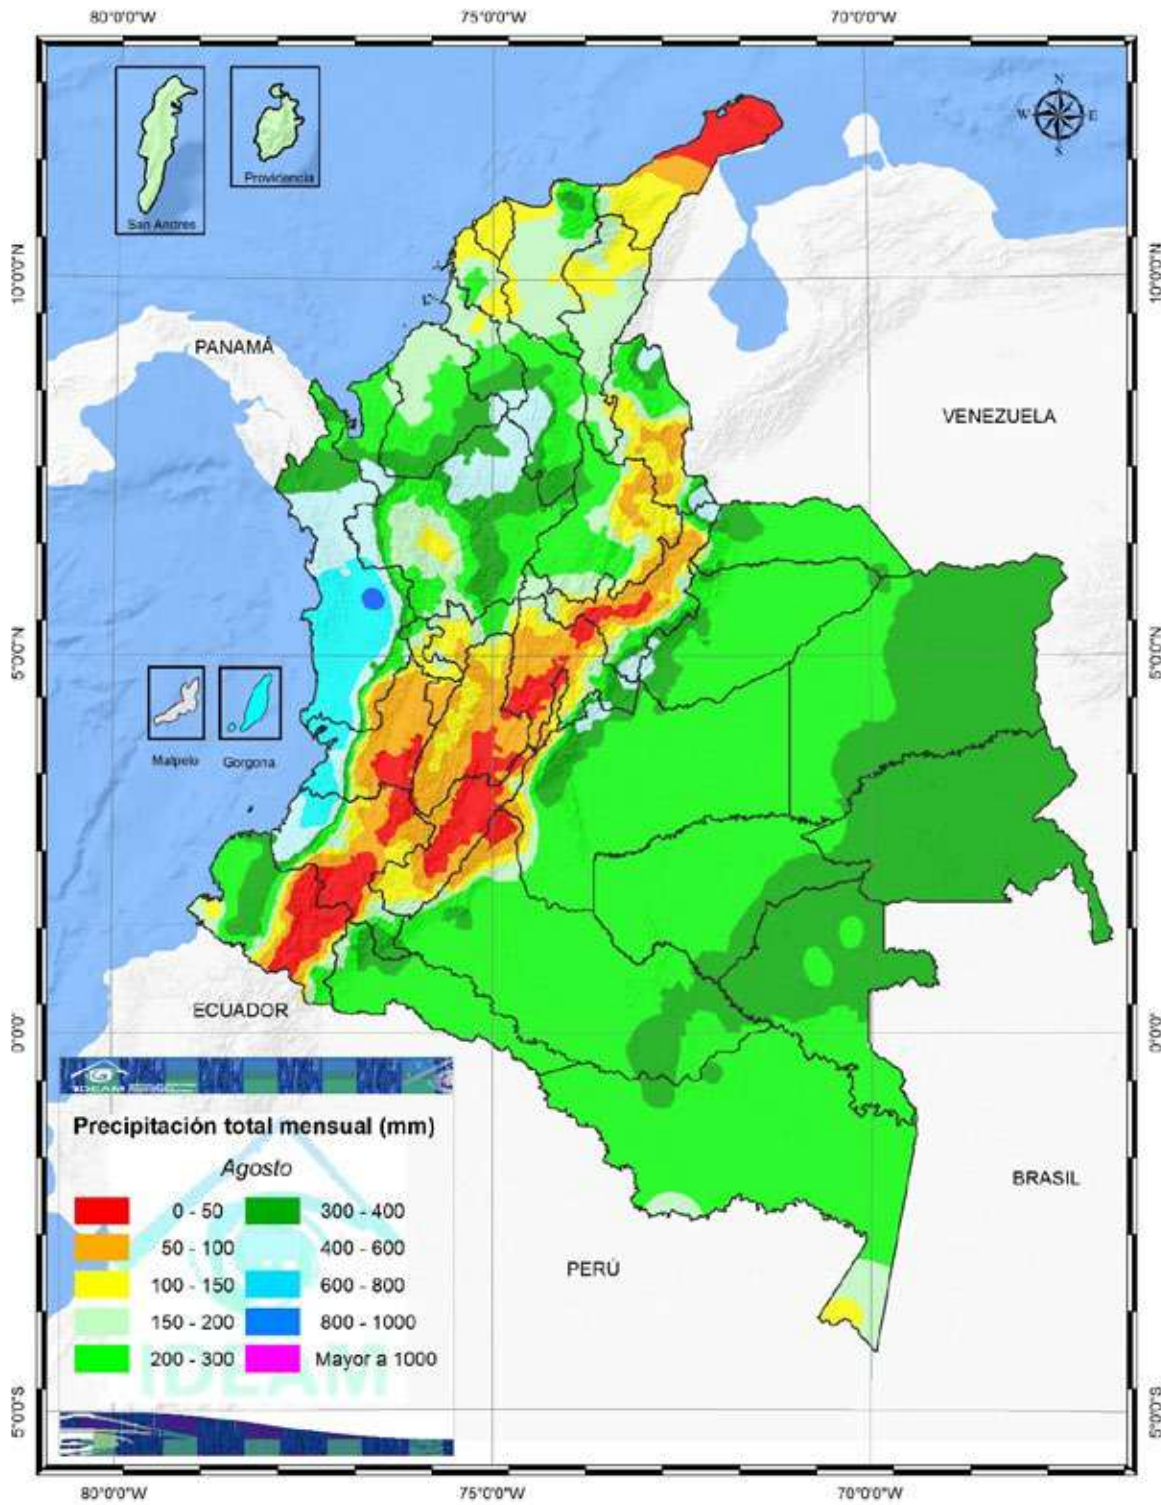 80°0'0"W 75°0'0"W 70°0'0"W
N
W E
S
San Andres
Providencia
10°0'0"N 10°0'0"N
PANAMÁ
VENEZUELA
5°0'0"N 5°0'0"N
Malpelo Gorgona
ECUADOR
0°0'0" 0°0'0"
IDEAM
Precipitación total mensual (mm)
Agosto
0 - 50 300 - 400
50 - 100 400 - 600
100 - 150 600 - 800
150 - 200 800 - 1000
200 - 300 Mayor a 1000
IDEAM
BRASIL
PERÚ
5°0'0"S 5°0'0"S
80°0'0"W 75°0'0"W 70°0'0"W